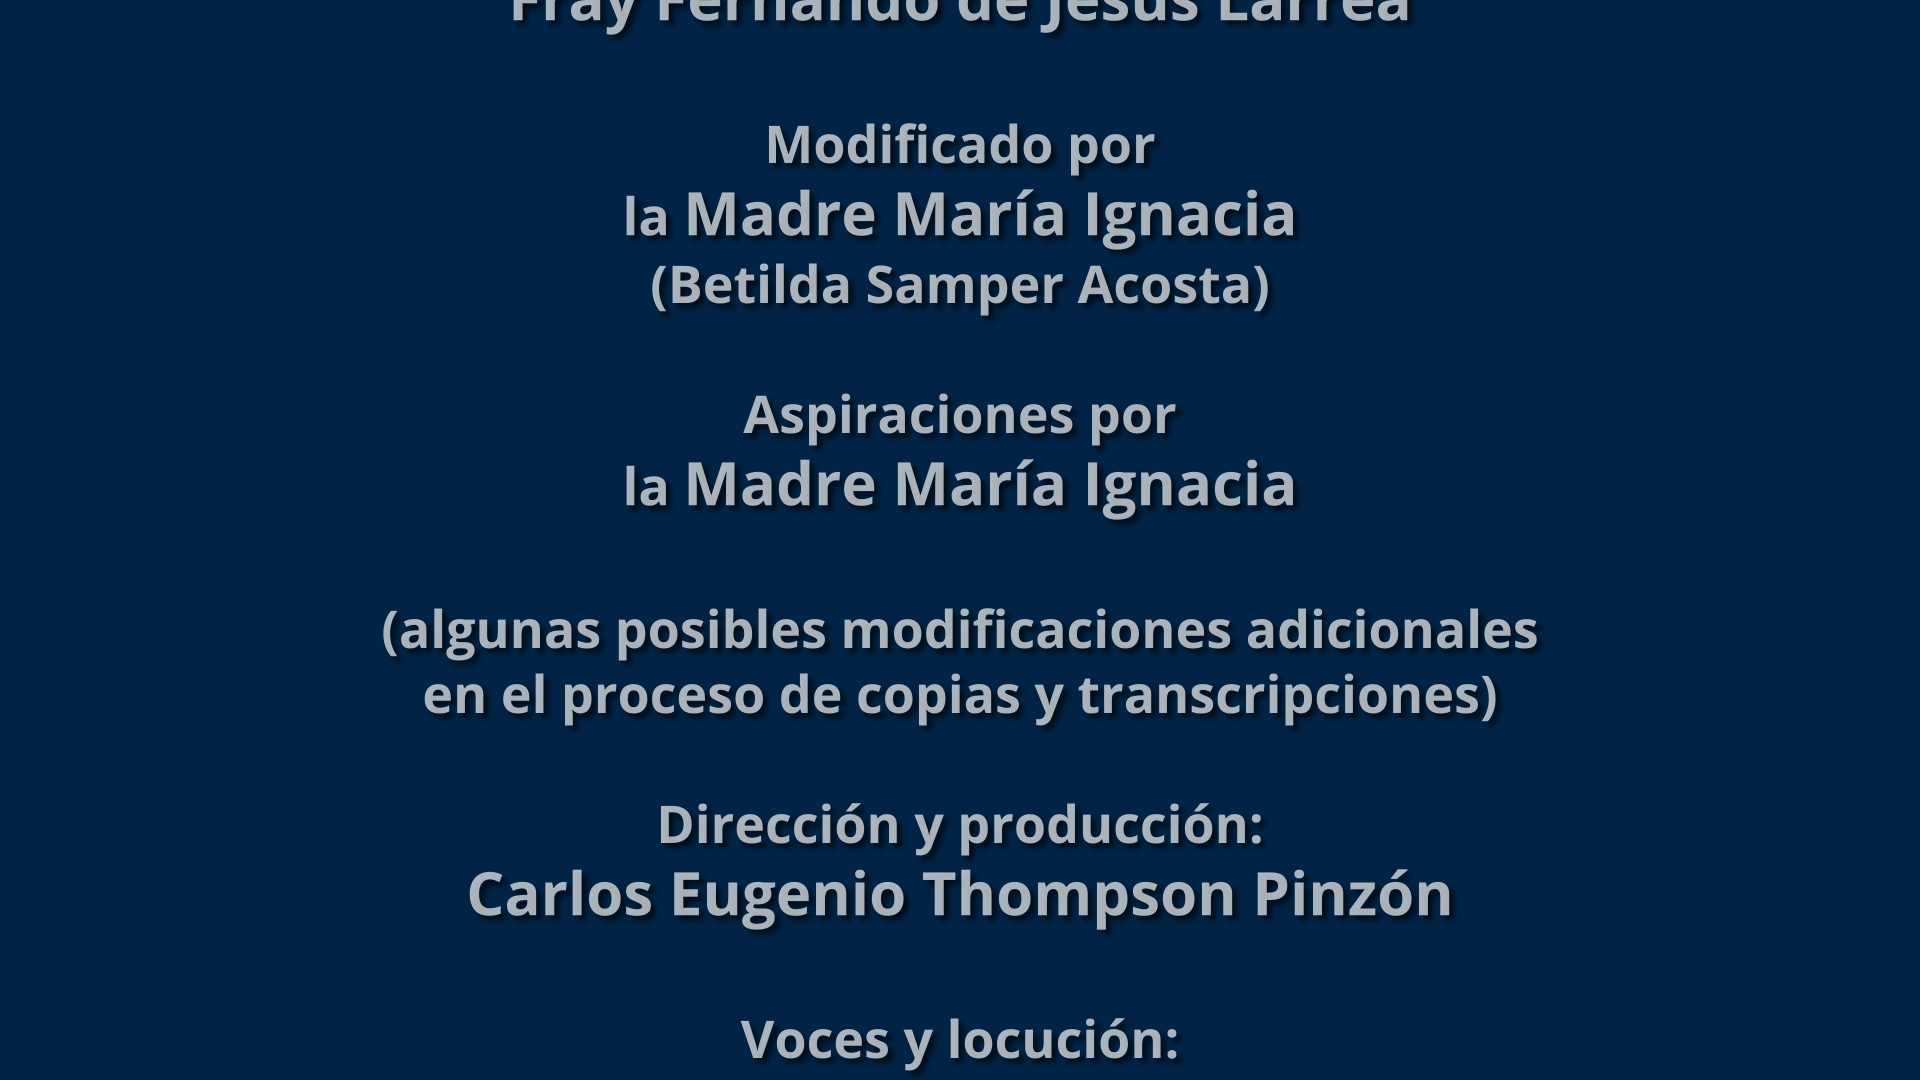 Fray Fernando de Jesús Larrea
Modificado por
la Madre María Ignacia
(Betilda Samper Acosta)
Aspiraciones por
la Madre María Ignacia
(algunas posibles modificaciones adicionales
en el proceso de copias y transcripciones)
Dirección y producción:
Carlos Eugenio Thompson Pinzón
Voces y locución: